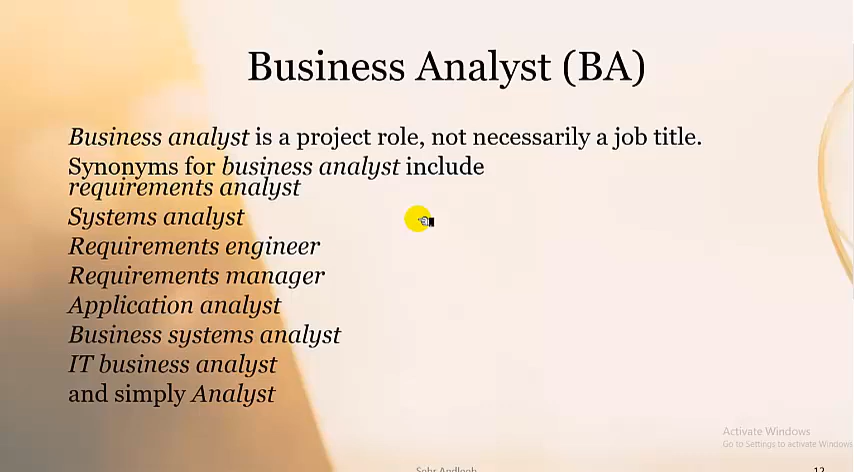 Business Analyst (BA)
Business analyst is a project role, not necessarily a job title.
Synonyms for business analyst include
requirements analyst
Systems analyst
Requirements engineer
Requirements manager
Application analyst
Business systems analyst
IT business analyst
and simply Analyst
Activate Windows
Go to Settings to activate Windows
12